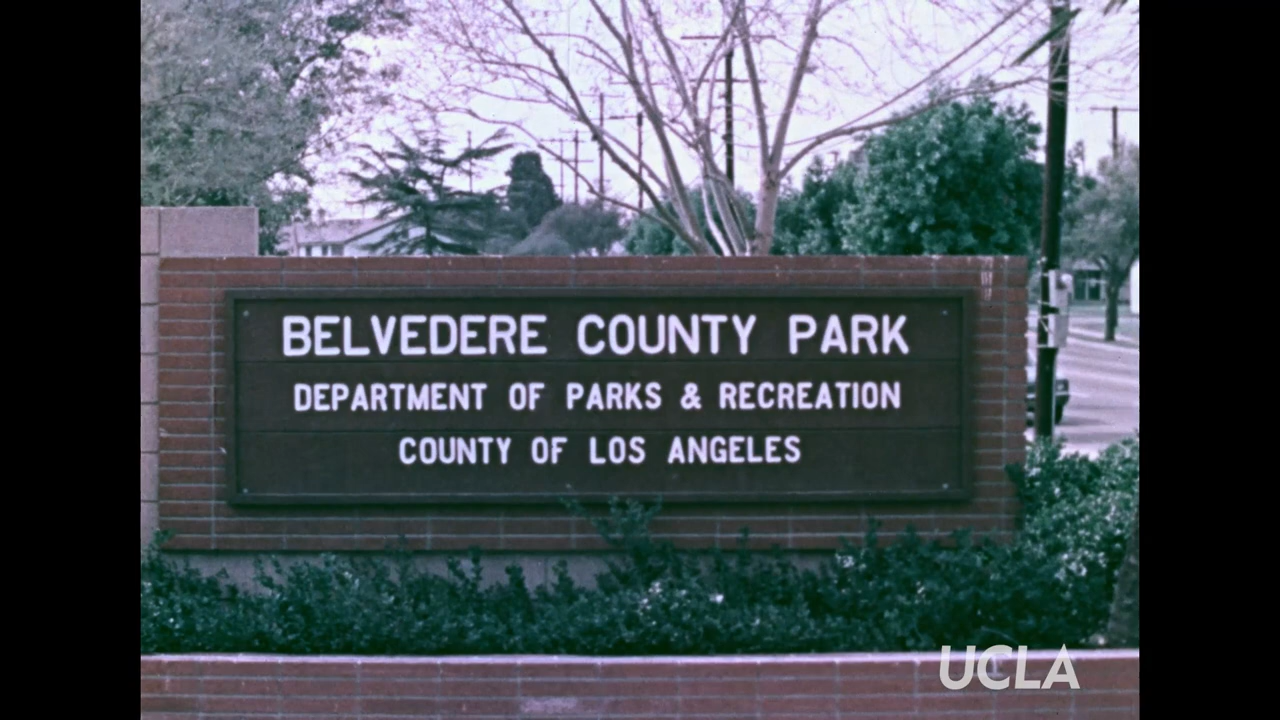 BELVEDERE COUNTY PARK
DEPARTMENT OF PARKS & RECREATION
COUNTY OF LOS ANGELES
UCLA